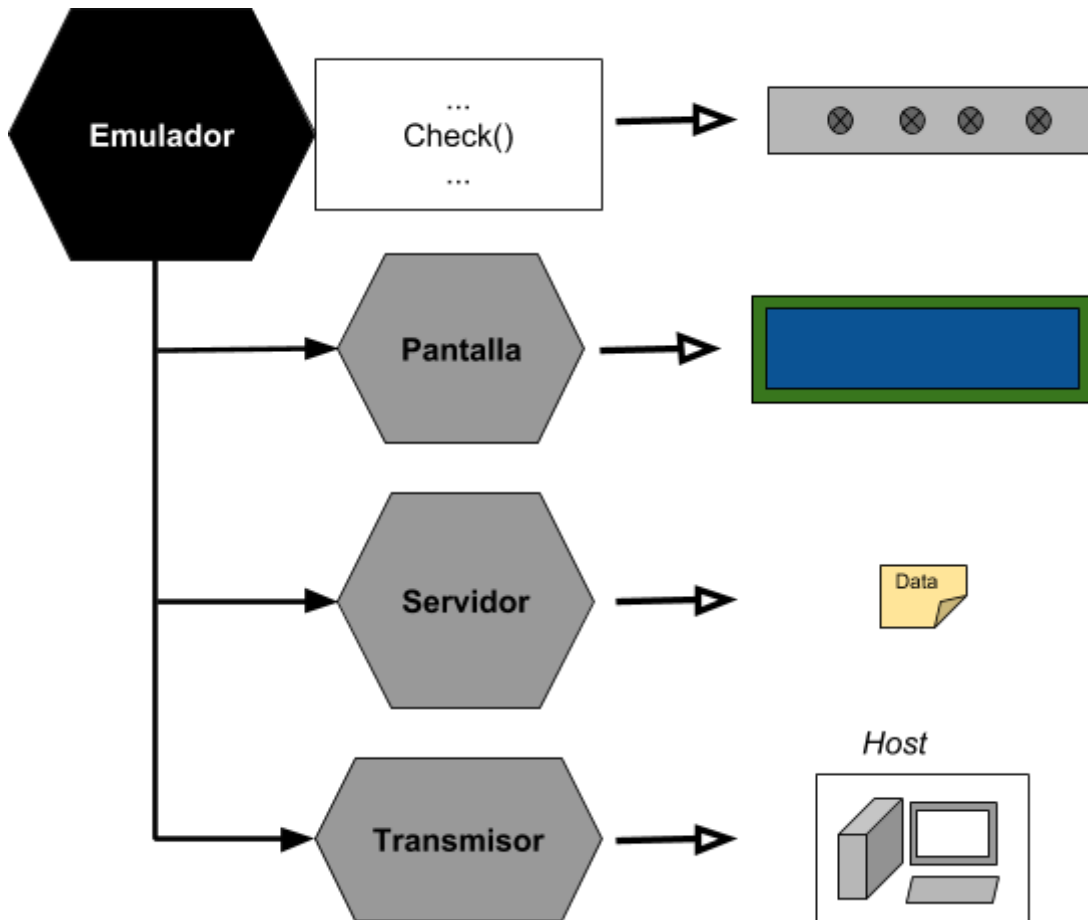 Emulador
...
Check()
...
Pantalla
Servidor
Data
Host
Transmisor